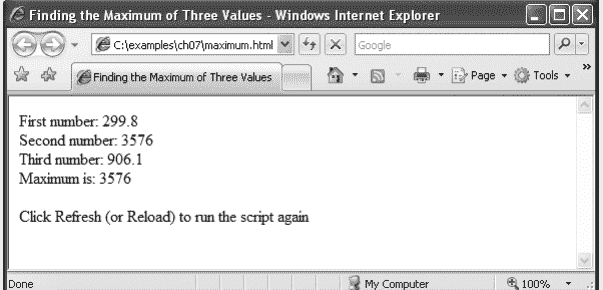 Finding the Maximum of Three Values - Windows Internet Explorer
C:\examples\ch07\maximum.html
Google
Finding the Maximum of Three Values
Page
Tools
»
First number: 299.8
Second number: 3576
Third number: 906.1
Maximum is: 3576
Click Refresh (or Reload) to run the script again
Done
My Computer
100%